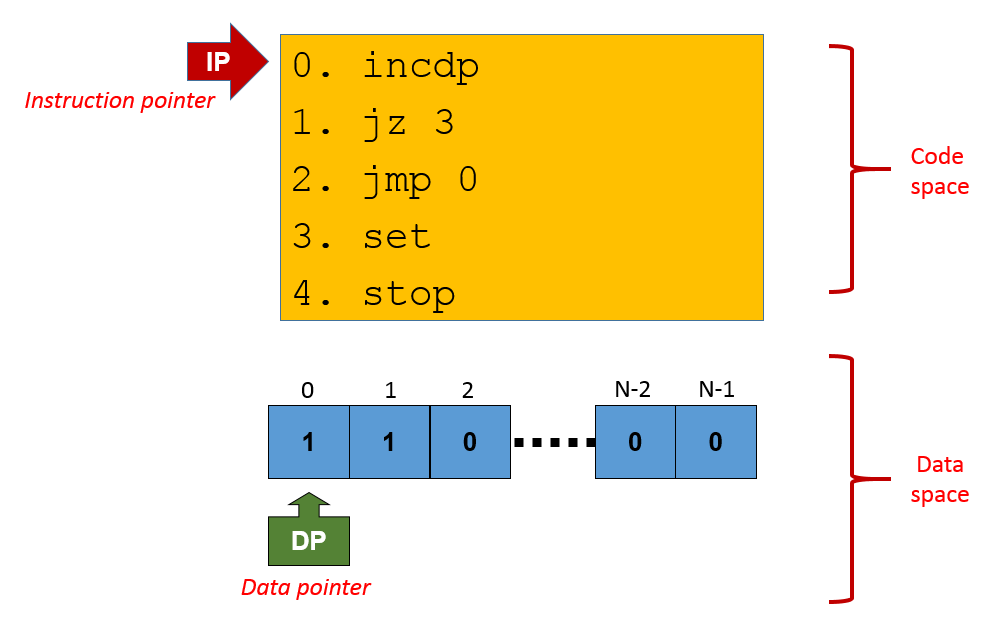 IP
Instruction pointer
0. incdp
1. jz 3
2. jmp 0
3. set
4. stop
Code
space
0 1 2 N-2 N-1
1 1 0 0 0
DP
Data pointer
Data
space